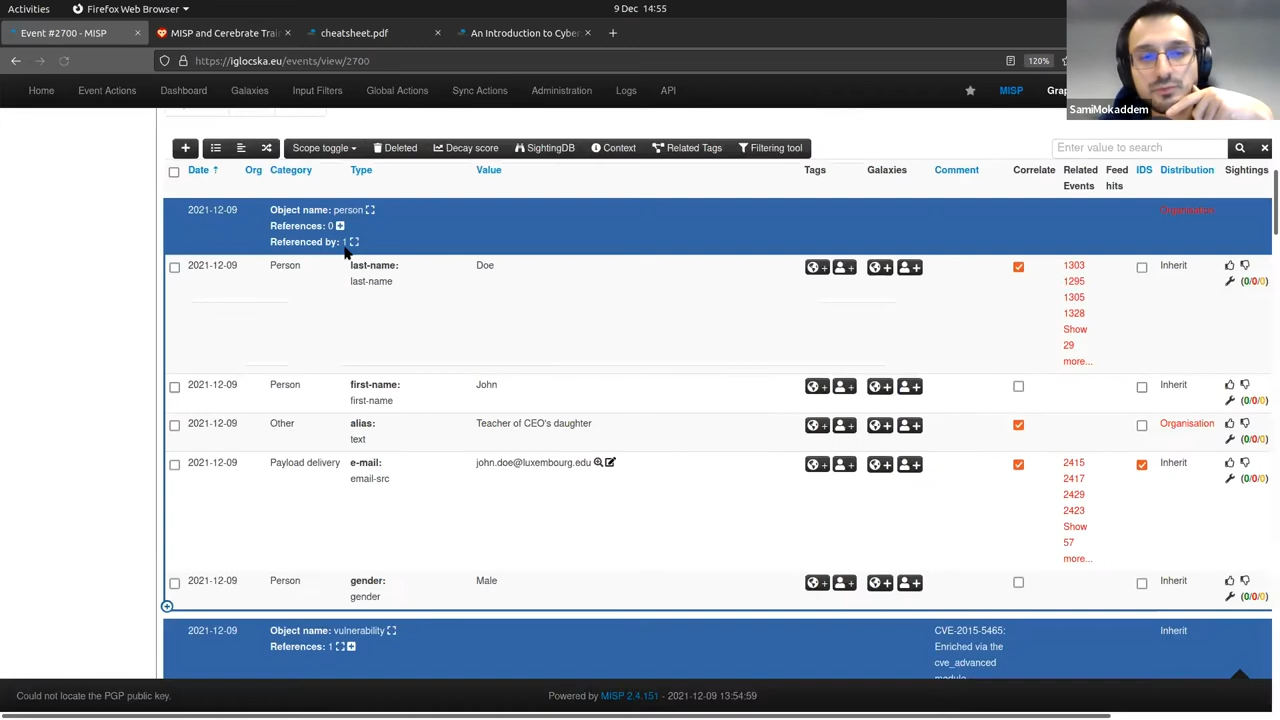 Activities Firefox Web Browser 9 Dec 14:55
Event #2700 - MISP MISP and Cerebrate Trai cheatsheet.pdf An Introduction to Cyber
https://iglocska.eu/events/view/2700 120%
Home Event Actions Dashboard Galaxies Input Filters Global Actions Sync Actions Administration Logs API MISP
SamiMokaddem
Scope toggle Deleted Decay score SightingDB Context Related Tags Filtering tool Enter value to search
Date Org Category Type Value Tags Galaxies Comment Correlate Related Events Feed hits IDS Distribution Sightings
2021-12-09 Object name: person Organisation
References: 0
Referenced by: 1
2021-12-09 Person last-name: Doe 1303 Inherit
last-name 1295 (0/0/0)
1305
1328
Show
29
more...
2021-12-09 Person first-name: John Inherit
first-name (0/0/0)
2021-12-09 Other alias: Teacher of CEO's daughter Organisation
text (0/0/0)
2021-12-09 Payload delivery e-mail: john.doe@luxembourg.edu 2415 Inherit
email-src 2417 (0/0/0)
2429
2423
Show
57
more...
2021-12-09 Person gender: Male Inherit
gender (0/0/0)
2021-12-09 Object name: vulnerability CVE-2015-5465: Inherit
References: 1 Enriched via the
cve_advanced
Could not locate the PGP public key. Powered by MISP 2.4.151 - 2021-12-09 13:54:59